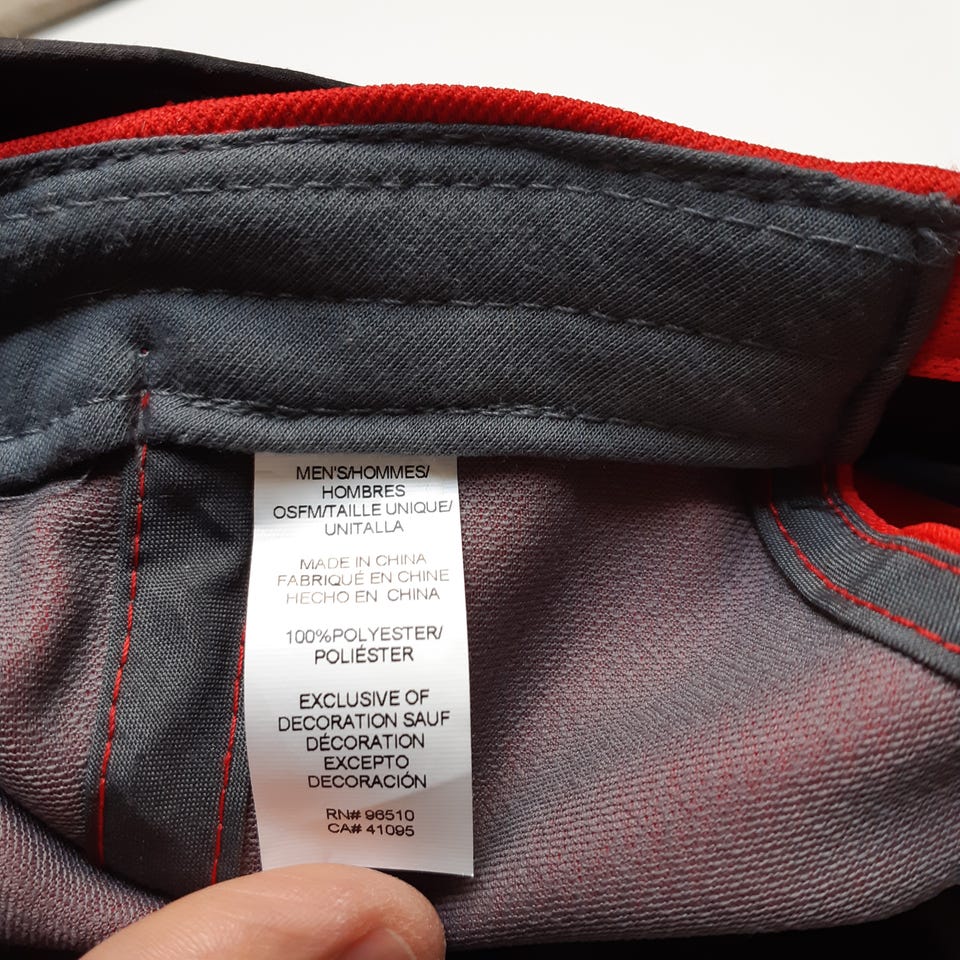 MEN'S/HOMMES/
HOMBRES
OSFM/TAILLE UNIQUE/
UNITALLA
MADE IN CHINA
FABRIQUÉ EN CHINE
HECHO EN CHINA
100%POLYESTER/
POLIÉSTER
EXCLUSIVE OF
DECORATION SAUF
DÉCORATION
EXCEPTO
DECORACIÓN
RN# 96510
CA# 41095